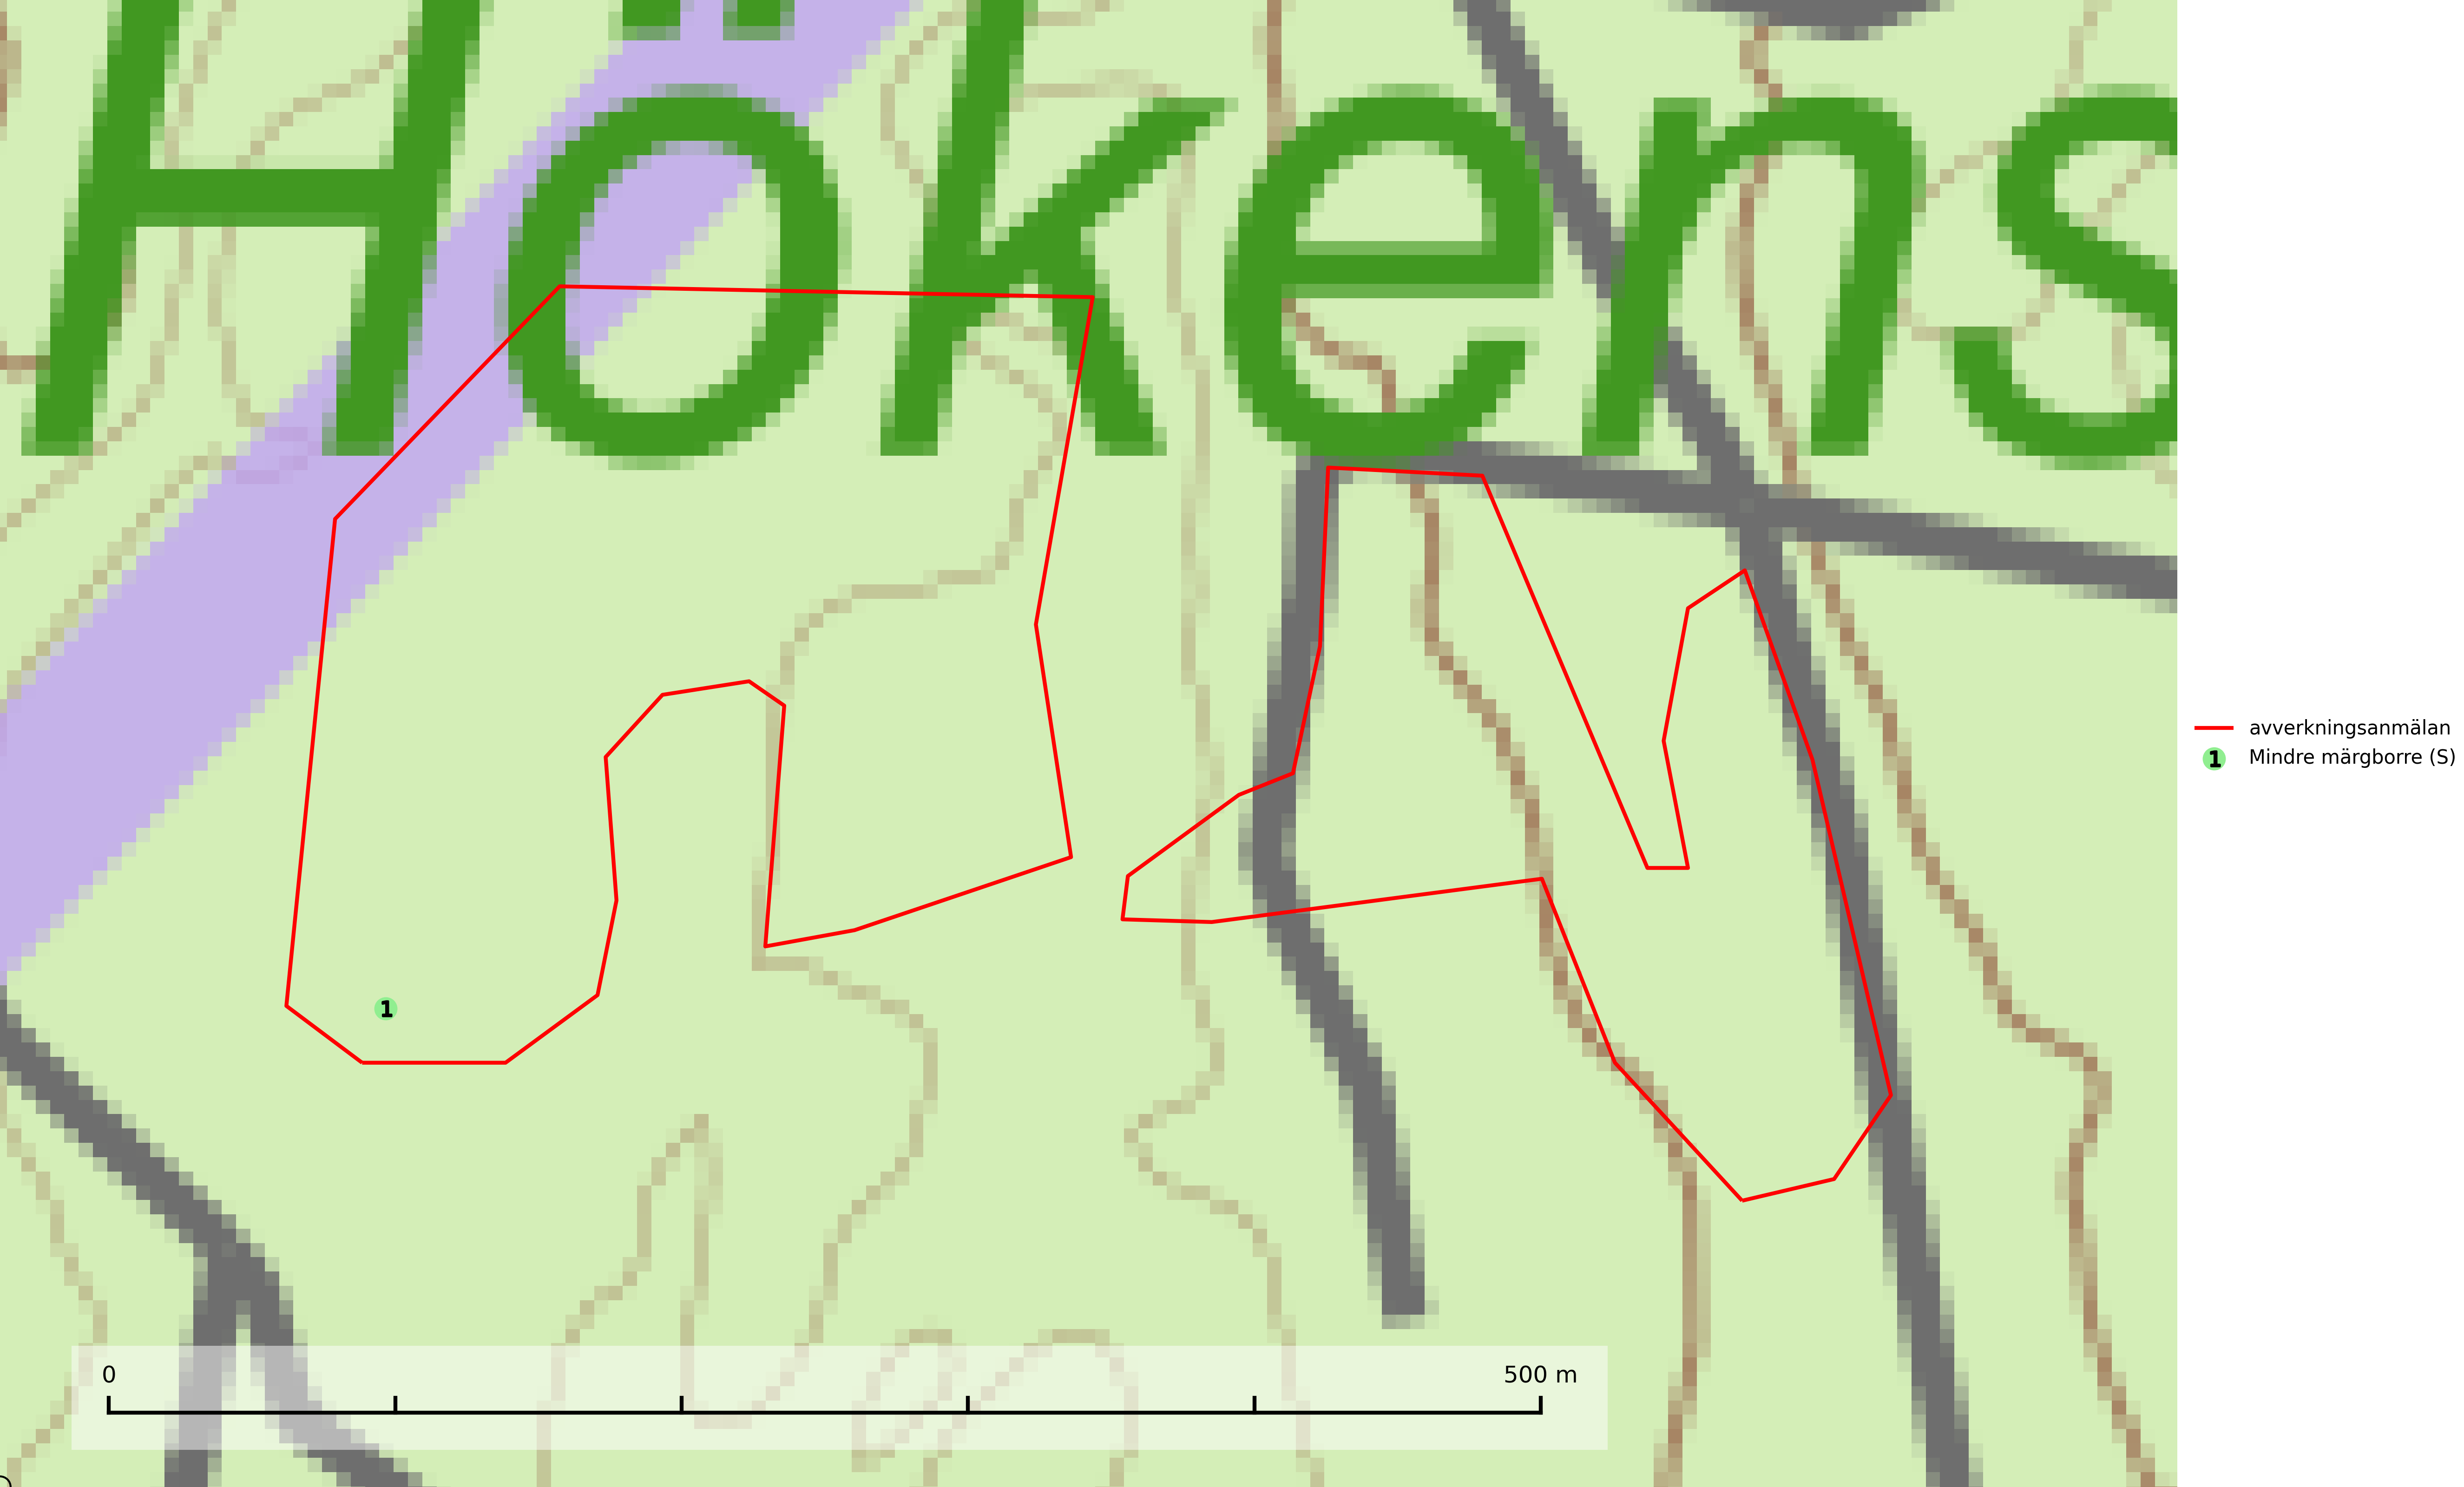 Hökens
avverkningsanmälan
1 Mindre märgborre (S)
1
0 500 m